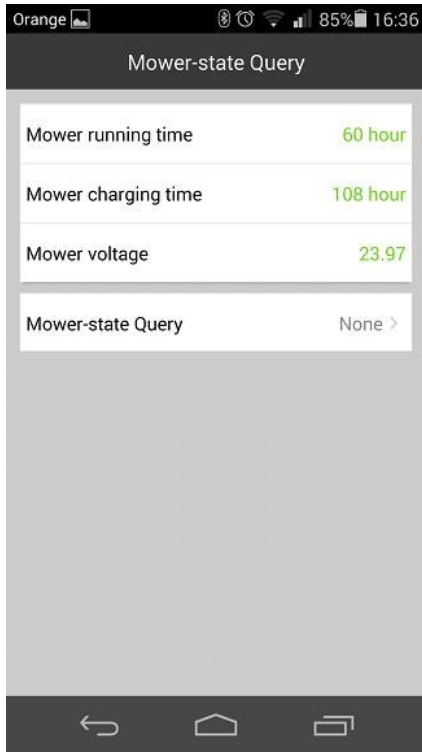 Orange 85% 16:36
Mower-state Query
Mower running time 60 hour
Mower charging time 108 hour
Mower voltage 23.97
Mower-state Query None >